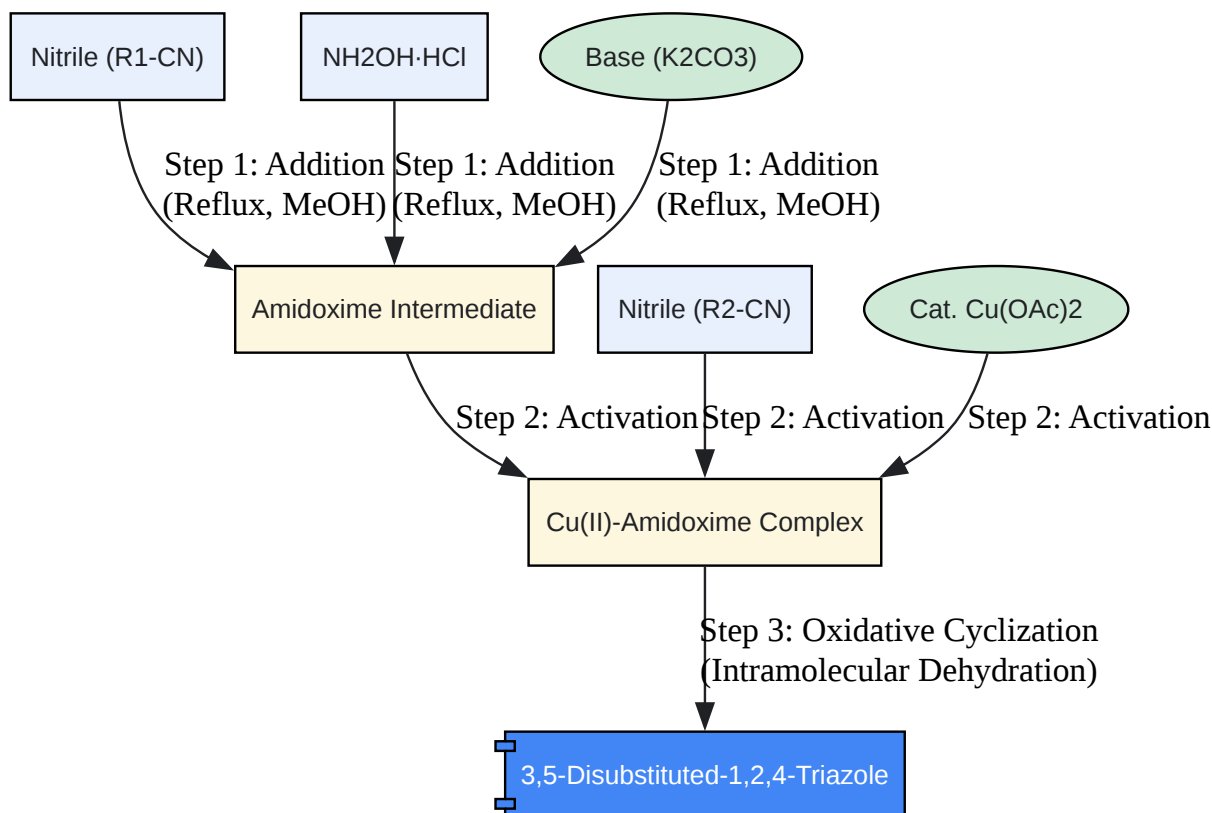 Nitrile (R1-CN)
NH2OH·HCl
Base (K2CO3)
Step 1: Addition
(Reflux, MeOH)
Step 1: Addition
(Reflux, MeOH)
Step 1: Addition
(Reflux, MeOH)
Amidoxime Intermediate
Nitrile (R2-CN)
Cat. Cu(OAc)2
Step 2: Activation
Step 2: Activation
Step 2: Activation
Cu(II)-Amidoxime Complex
Step 3: Oxidative Cyclization
(Intramolecular Dehydration)
3,5-Disubstituted-1,2,4-Triazole